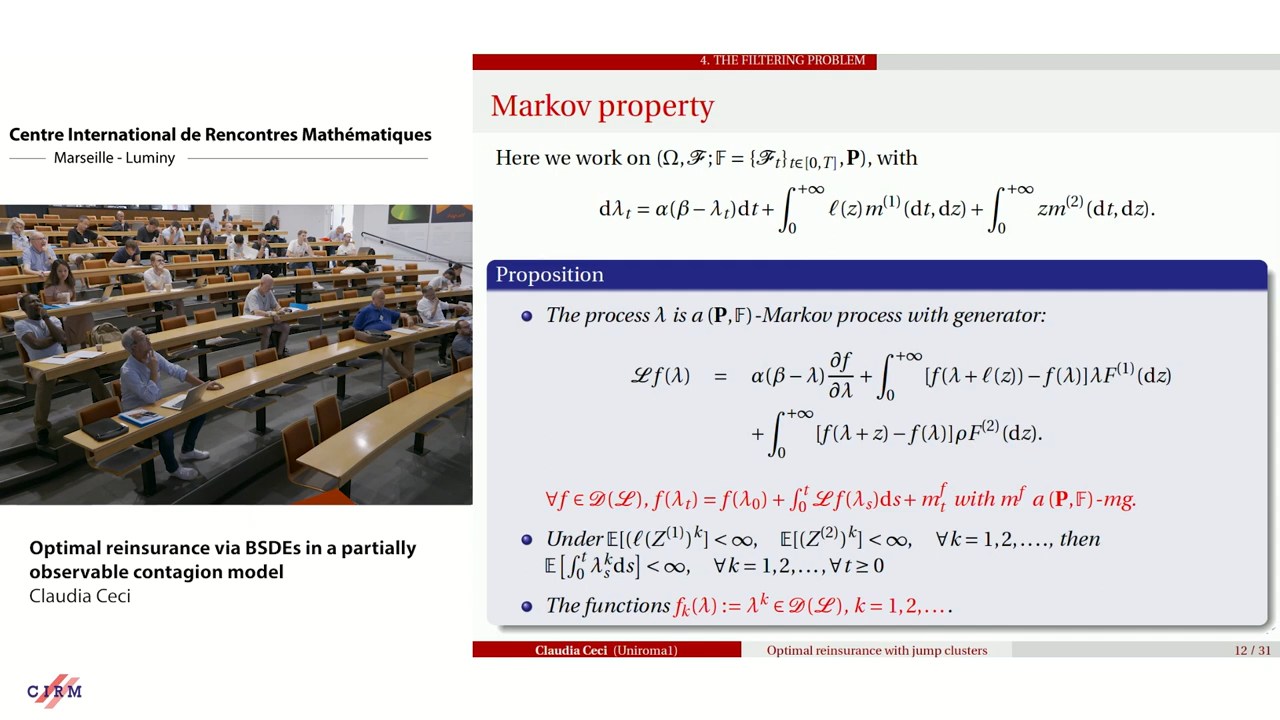 Centre International de Rencontres Mathématiques
Marseille - Luminy
Optimal reinsurance via BSDEs in a partially
observable contagion model
Claudia Ceci
CIRM
4. THE FILTERING PROBLEM
Markov property
Here we work on (Ω, ℱ; 𝔽 = {ℱ_t}_{t∈[0,T]}, P), with
dλ_t = α(β − λ_t)dt + ∫_0^{+∞} ℓ(z) m^{(1)}(dt, dz) + ∫_0^{+∞} z m^{(2)}(dt, dz).
Proposition
The process λ is a (P, 𝔽)-Markov process with generator:
ℒf(λ) = α(β − λ) ∂f/∂λ + ∫_0^{+∞} [f(λ + ℓ(z)) − f(λ)]λF^{(1)}(dz)
+ ∫_0^{+∞} [f(λ + z) − f(λ)]ρF^{(2)}(dz).
∀f ∈ 𝒟(ℒ), f(λ_t) = f(λ_0) + ∫_0^t ℒf(λ_s)ds + m_t^f with m^f a (P, 𝔽)-mg.
Under 𝔼[(ℓ(Z^{(1)})^k] < ∞, 𝔼[(Z^{(2)})^k] < ∞, ∀k = 1,2,...., then
𝔼[∫_0^t λ_s^k ds] < ∞, ∀k = 1,2,..., ∀t ≥ 0
The functions f_k(λ) := λ^k ∈ 𝒟(ℒ), k = 1,2,....
Claudia Ceci (Uniroma1) Optimal reinsurance with jump clusters 12 / 31